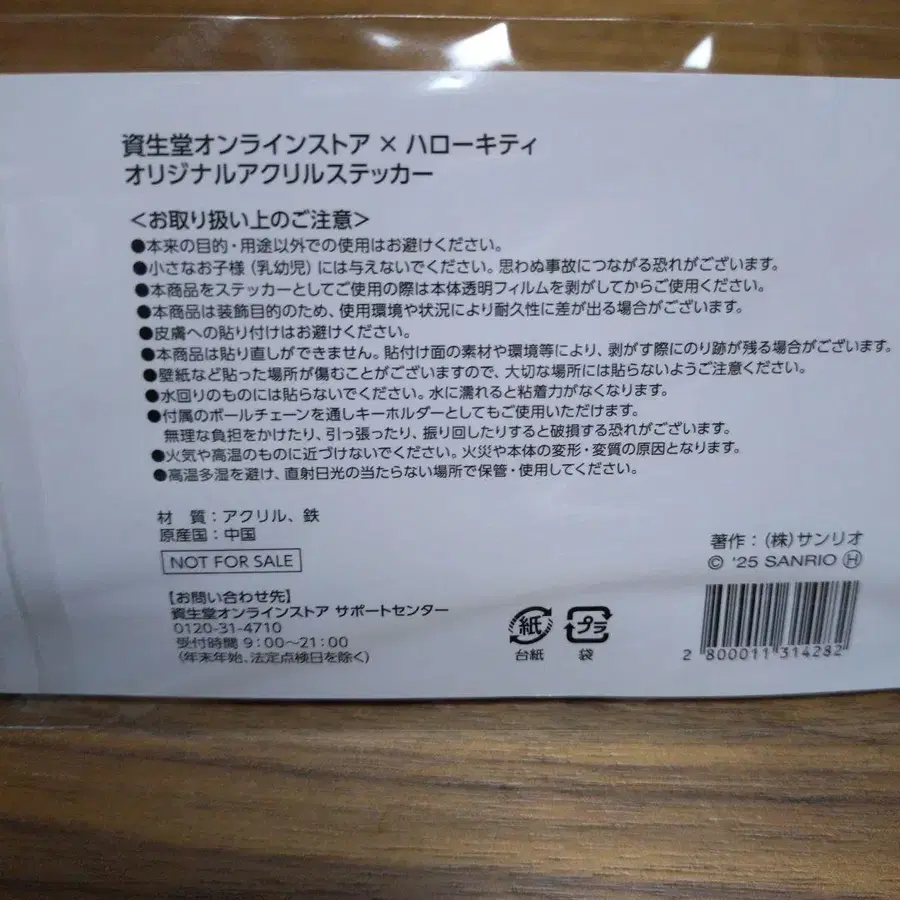 資生堂オンラインストア × ハローキティ
オリジナルアクリルステッカー
＜お取り扱い上のご注意＞
●本来の目的・用途以外での使用はお避けください。
●小さなお子様（乳幼児）には与えないでください。思わぬ事故につながる恐れがございます。
●本商品をステッカーとしてご使用の際は本体透明フィルムを剥がしてからご使用ください。
●本商品は装飾目的のため、使用環境や状況により耐久性に差が出る場合がございます。
●皮膚への貼り付けはお避けください。
●本商品は貼り直しができません。貼付け面の素材や環境等により、剥がす際にのり跡が残る場合がございます。
●壁紙など貼った場所が傷むことがございますので、大切な場所には貼らないようご注意ください。
●水回りのものには貼らないでください。水に濡れると粘着力がなくなります。
●付属のボールチェーンを通しキーホルダーとしてもご使用いただけます。
無理な負担をかけたり、引っ張ったり、振り回したりすると破損する恐れがございます。
●火気や高温のものに近づけないでください。火災や本体の変形・変質の原因となります。
●高温多湿を避け、直射日光の当たらない場所で保管・使用してください。
材　質：アクリル、鉄
原産国：中国
NOT FOR SALE
【お問い合わせ先】
資生堂オンラインストア サポートセンター
0120-31-4710
受付時間 9：00～21：00
（年末年始、法定点検日を除く）
紙
台紙
プラ
袋
著作：（株）サンリオ
© '25 SANRIO Ⓗ
2 800011 314282